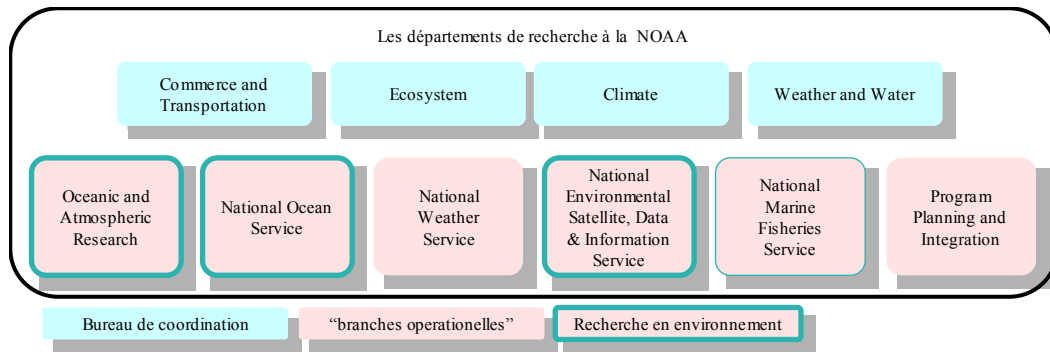 Les départements de recherche à la NOAA
Commerce and
Transportation
Ecosystem
Climate
Weather and Water
Oceanic and
Atmospheric
Research
National Ocean
Service
National
Weather
Service
National
Environmental
Satellite, Data
& Information
Service
National
Marine
Fisheries
Service
Program
Planning and
Integration
Bureau de coordination
“branches operationelles”
Recherche en environnement